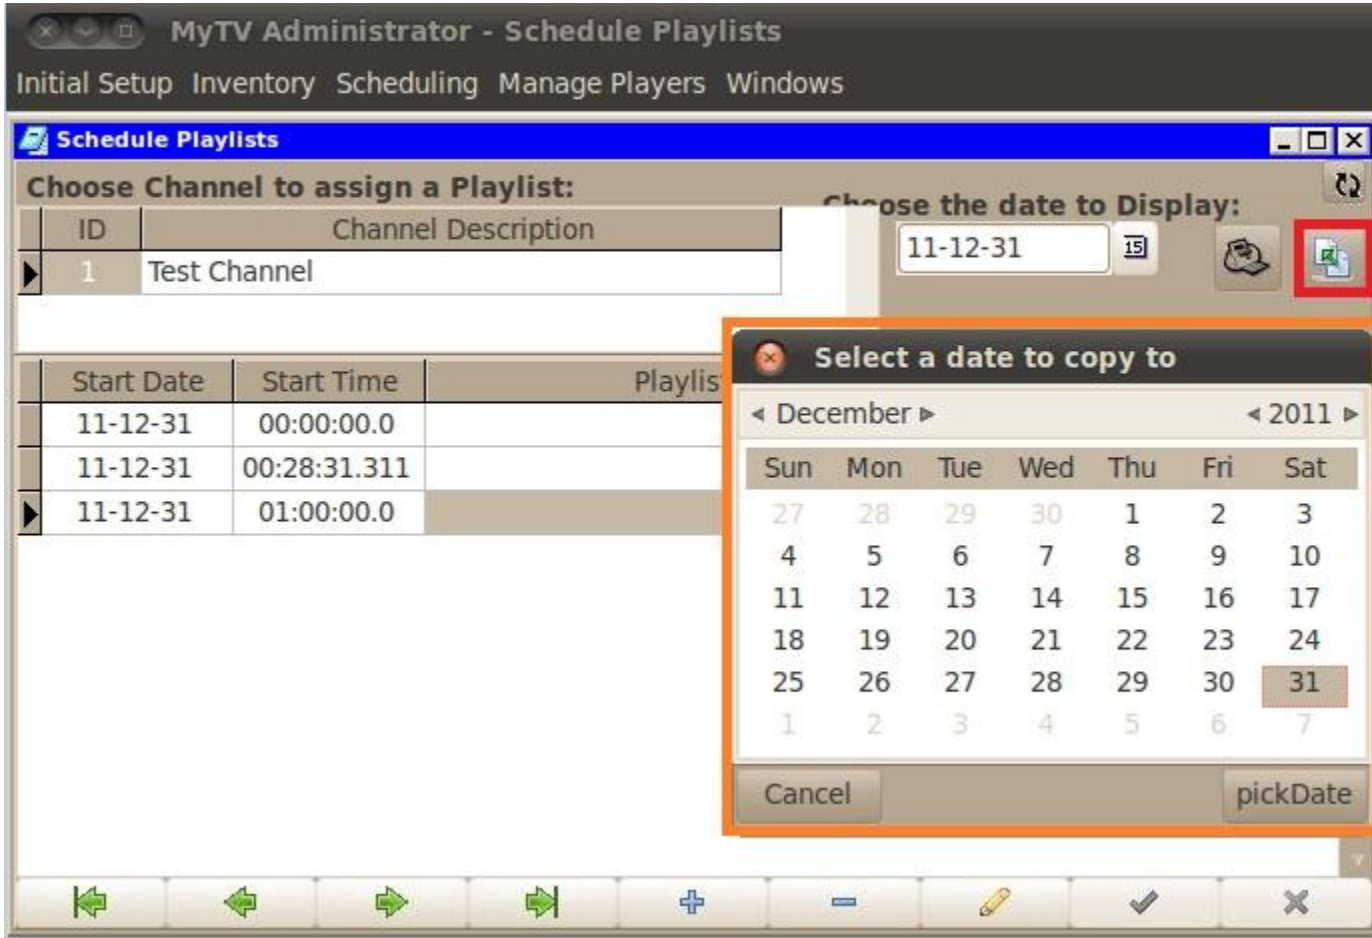 MyTV Administrator - Schedule Playlists
Initial Setup Inventory Scheduling Manage Players Windows
Schedule Playlists
Choose Channel to assign a Playlist:
ID Channel Description
1 Test Channel
Choose the date to Display:
11-12-31 15
Start Date Start Time Playlis
11-12-31 00:00:00.0
11-12-31 00:28:31.311
11-12-31 01:00:00.0
Select a date to copy to
December 2011
Sun Mon Tue Wed Thu Fri Sat
27 28 29 30 1 2 3
4 5 6 7 8 9 10
11 12 13 14 15 16 17
18 19 20 21 22 23 24
25 26 27 28 29 30 31
1 2 3 4 5 6 7
Cancel pickDate